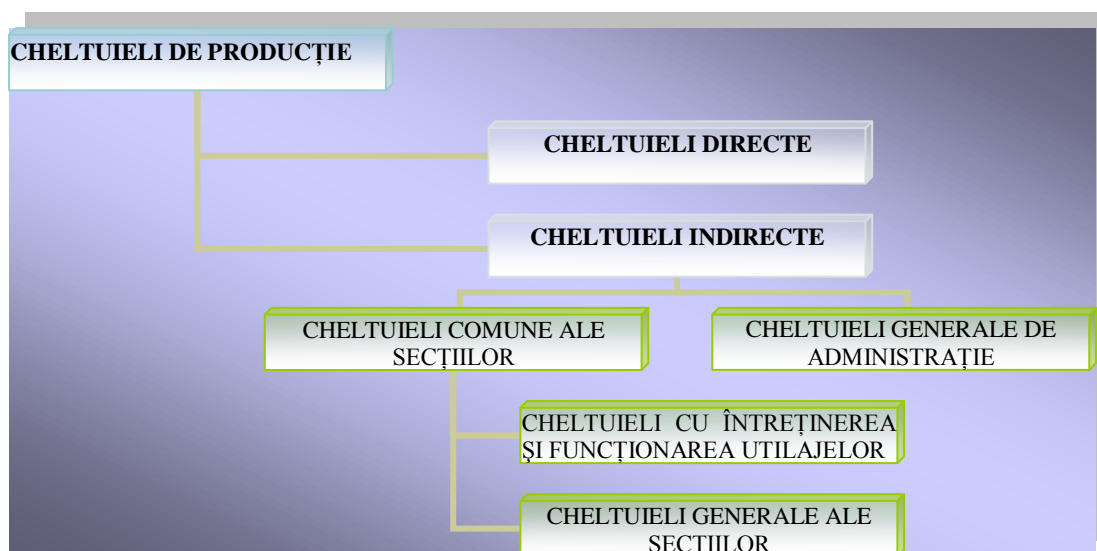 CHELTUIELI DE PRODUCȚIE
CHELTUIELI DIRECTE
CHELTUIELI INDIRECTE
CHELTUIELI COMUNE ALE
SECȚIILOR
CHELTUIELI GENERALE DE
ADMINISTRAȚIE
CHELTUIELI CU ÎNTREȚINEREA
ŞI FUNCȚIONAREA UTILAJELOR
CHELTUIELI GENERALE ALE
SECȚIILOR